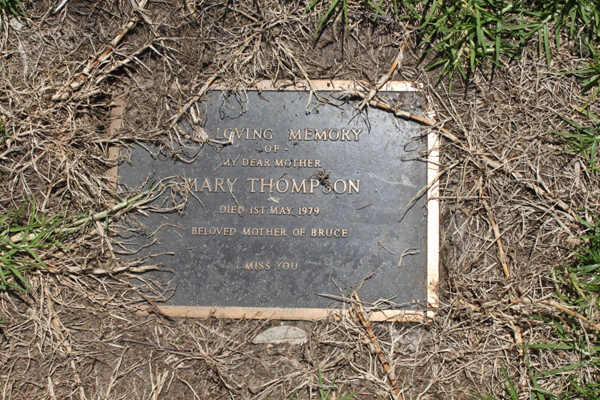 LOVING MEMORY
- OF -
MY DEAR MOTHER
MARY THOMPSON
DIED 1ST MAY 1979
BELOVED MOTHER OF BRUCE
I MISS YOU